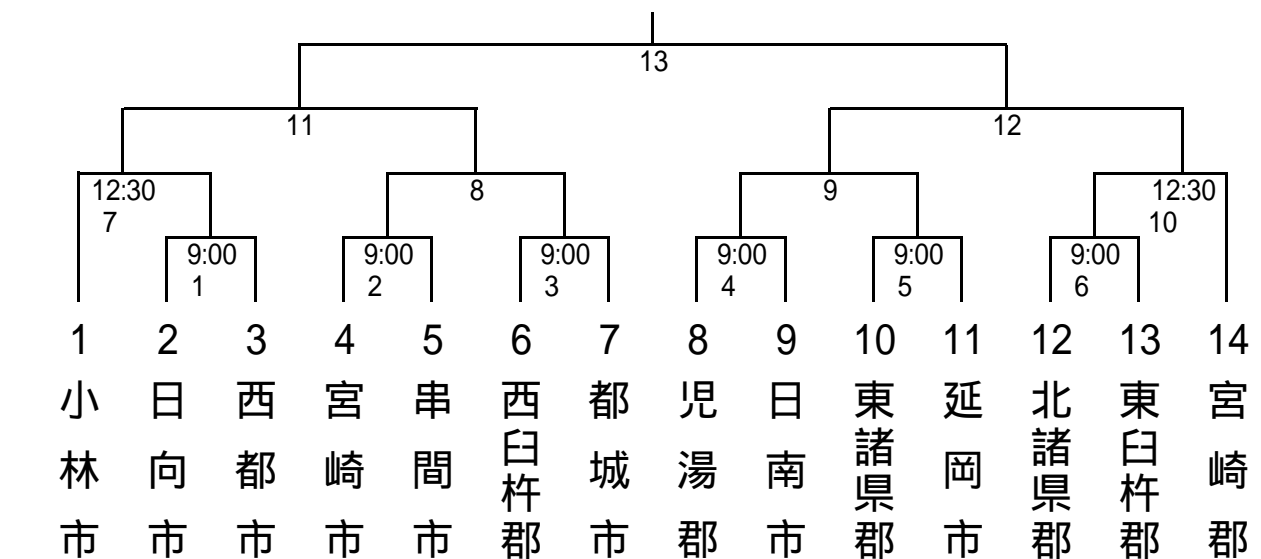 13
11
12
12:30
7
8
9
12:30
10
9:00
1
9:00
2
9:00
3
9:00
4
9:00
5
9:00
6
1
2
3
4
5
6
7
8
9
10
11
12
13
14
小林市
日向市
西都市
宮崎市
串間市
西臼杵郡
都城市
児湯郡
日南市
東諸県郡
延岡市
北諸県郡
東臼杵郡
宮崎郡